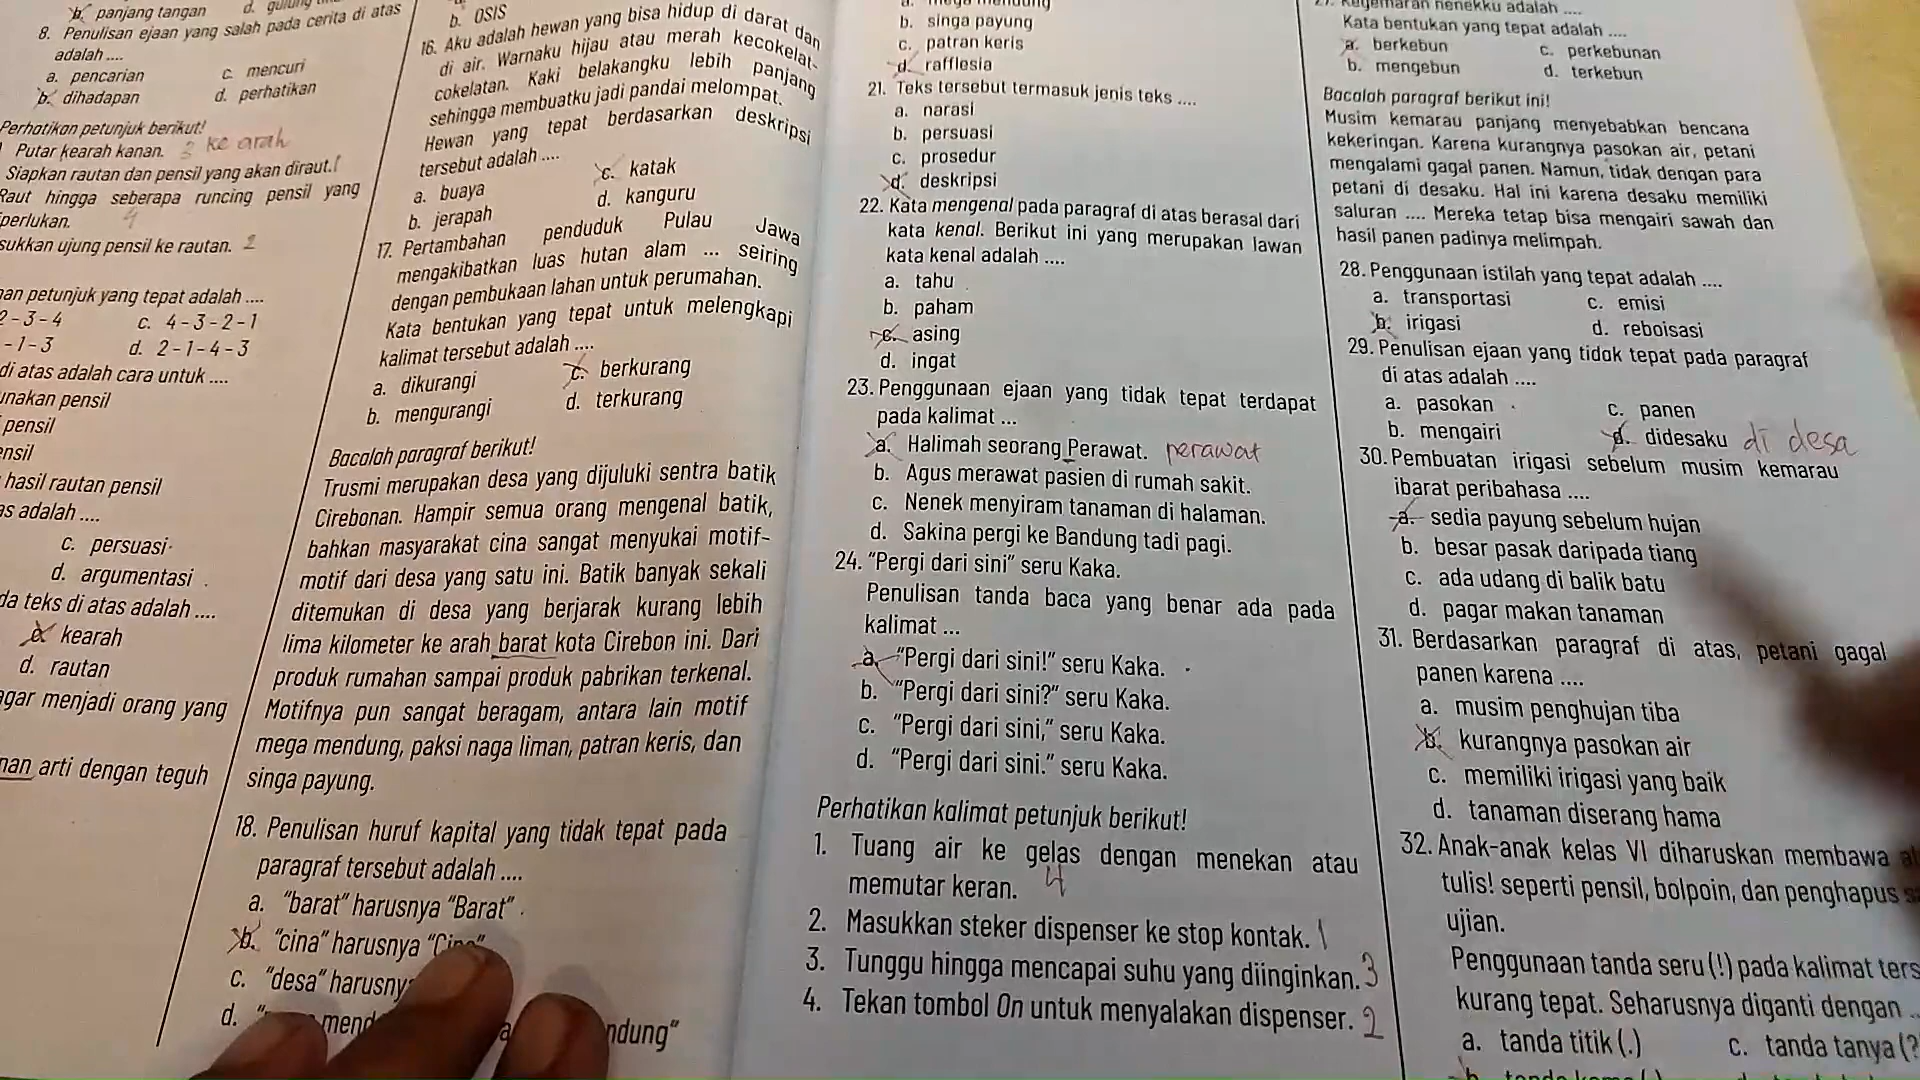 b. panjang tangan
8. Penulisan ejaan yang salah pada cerita di atas
adalah ....
a. pencarian c. mencuri
b. dihadapan d. perhatikan
Perhatikan petunjuk berikut!
Putar kearah kanan. 3 ke arah
Siapkan rautan dan pensil yang akan diraut. 1
Raut hingga seberapa runcing pensil yang
perlukan. 4
sukkan ujung pensil ke rautan. 2
petunjuk yang tepat adalah ....
2-3-4 c. 4-3-2-1
-1-3 d. 2-1-4-3
di atas adalah cara untuk ....
pensil
pensil
hasil rautan pensil
adalah ....
c. persuasi
d. argumentasi
teks di atas adalah ....
c. kearah
d. rautan
agar menjadi orang yang
arti dengan teguh
b. OSIS
16. Aku adalah hewan yang bisa hidup di darat dan
di air. Warnaku hijau atau merah kecokelat-
cokelatan. Kaki belakangku lebih panjang
sehingga membuatku jadi pandai melompat.
Hewan yang tepat berdasarkan deskripsi
tersebut adalah ....
a. buaya c. katak
b. jerapah d. kanguru
17. Pertambahan penduduk Pulau Jawa
mengakibatkan luas hutan alam ... seiring
dengan pembukaan lahan untuk perumahan.
Kata bentukan yang tepat untuk melengkapi
kalimat tersebut adalah ....
a. dikurangi c. berkurang
b. mengurangi d. terkurang
Bacalah paragraf berikut!
Trusmi merupakan desa yang dijuluki sentra batik
Cirebonan. Hampir semua orang mengenal batik,
bahkan masyarakat cina sangat menyukai motif-
motif dari desa yang satu ini. Batik banyak sekali
ditemukan di desa yang berjarak kurang lebih
lima kilometer ke arah barat kota Cirebon ini. Dari
produk rumahan sampai produk pabrikan terkenal.
Motifnya pun sangat beragam, antara lain motif
mega mendung, paksi naga liman, patran keris, dan
singa payung.
18. Penulisan huruf kapital yang tidak tepat pada
paragraf tersebut adalah ....
a. "barat" harusnya "Barat"
b. "cina" harusnya "Cina"
c. "desa" harusny
d. mend ndung"
b. singa payung
c. patran keris
d. rafflesia
21. Teks tersebut termasuk jenis teks ....
a. narasi
b. persuasi
c. prosedur
d. deskripsi
22. Kata mengenal pada paragraf di atas berasal dari
kata kenal. Berikut ini yang merupakan lawan
kata kenal adalah ....
a. tahu
b. paham
c. asing
d. ingat
23. Penggunaan ejaan yang tidak tepat terdapat
pada kalimat ...
a. Halimah seorang Perawat. perawat
b. Agus merawat pasien di rumah sakit.
c. Nenek menyiram tanaman di halaman.
d. Sakina pergi ke Bandung tadi pagi.
24. "Pergi dari sini" seru Kaka.
Penulisan tanda baca yang benar ada pada
kalimat ...
a. "Pergi dari sini!" seru Kaka.
b. "Pergi dari sini?" seru Kaka.
c. "Pergi dari sini," seru Kaka.
d. "Pergi dari sini." seru Kaka.
Perhatikan kalimat petunjuk berikut!
1. Tuang air ke gelas dengan menekan atau
memutar keran. 4
2. Masukkan steker dispenser ke stop kontak. 1
3. Tunggu hingga mencapai suhu yang diinginkan. 3
4. Tekan tombol On untuk menyalakan dispenser. 2
27. Kegemaran nenekku adalah ....
Kata bentukan yang tepat adalah ....
a. berkebun c. perkebunan
b. mengebun d. terkebun
Bacalah paragraf berikut ini!
Musim kemarau panjang menyebabkan bencana
kekeringan. Karena kurangnya pasokan air, petani
mengalami gagal panen. Namun, tidak dengan para
petani di desaku. Hal ini karena desaku memiliki
saluran .... Mereka tetap bisa mengairi sawah dan
hasil panen padinya melimpah.
28. Penggunaan istilah yang tepat adalah ....
a. transportasi c. emisi
b. irigasi d. reboisasi
29. Penulisan ejaan yang tidak tepat pada paragraf
di atas adalah ....
a. pasokan c. panen
b. mengairi d. didesaku di desa
30. Pembuatan irigasi sebelum musim kemarau
ibarat peribahasa ....
a. sedia payung sebelum hujan
b. besar pasak daripada tiang
c. ada udang di balik batu
d. pagar makan tanaman
31. Berdasarkan paragraf di atas, petani gagal
panen karena ....
a. musim penghujan tiba
b. kurangnya pasokan air
c. memiliki irigasi yang baik
d. tanaman diserang hama
32. Anak-anak kelas VI diharuskan membawa
tulis! seperti pensil, bolpoin, dan penghapus
ujian.
Penggunaan tanda seru (!) pada kalimat ters
kurang tepat. Seharusnya diganti dengan ..
a. tanda titik (.) c. tanda tanya (?